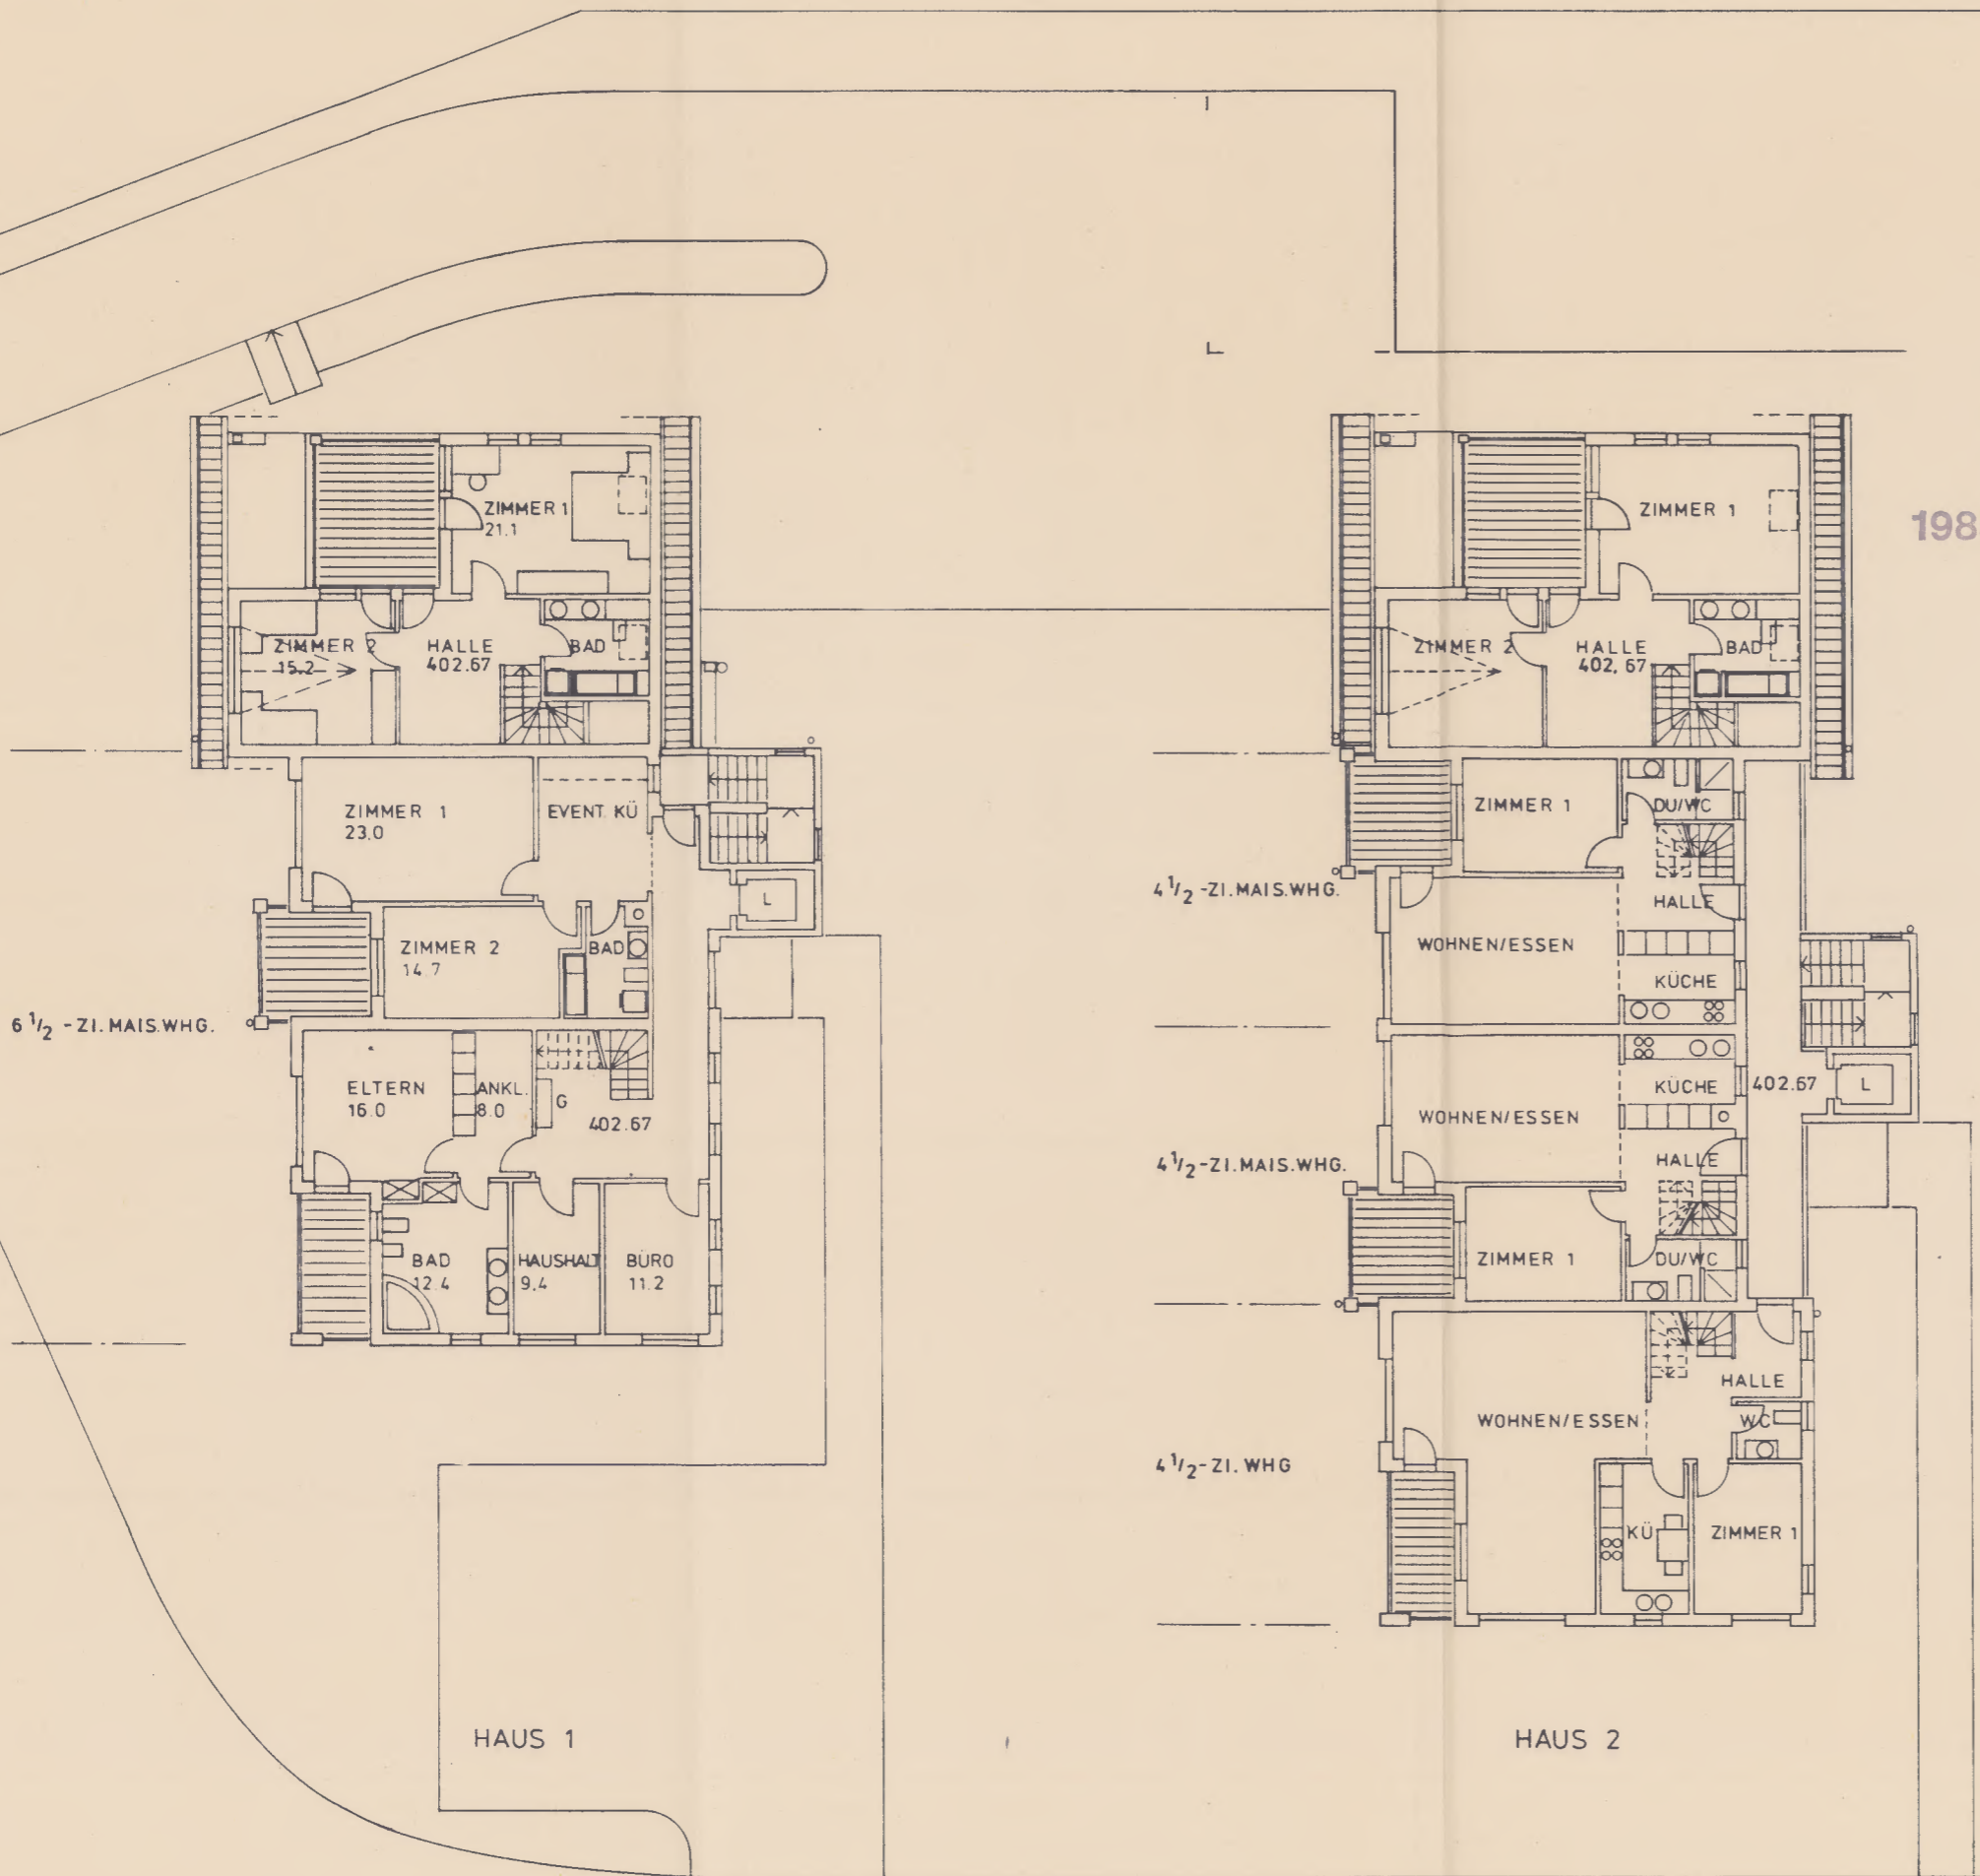 ZIMMER 1
21.1
ZIMMER 2
15.2
HALLE
402.67
BAD
ZIMMER 1
23.0
EVENT. KÜ
L
ZIMMER 2
14.7
BAD
6 1/2 -ZI.MAIS.WHG.
ELTERN
16.0
ANKL.
8.0
G
402.67
BAD
12.4
HAUSHALT
9,4
BÜRO
11.2
HAUS 1
ZIMMER 1
198
ZIMMER 2
HALLE
402,67
BAD
ZIMMER 1
DU/WC
4 1/2 -ZI.MAIS.WHG.
HALLE
WOHNEN/ESSEN
KÜCHE
KÜCHE
402.67
L
WOHNEN/ESSEN
4 1/2-ZI.MAIS.WHG.
HALLE
ZIMMER 1
DU/WC
HALLE
WOHNEN/ESSEN
WC
4 1/2-ZI. WHG
KÜ
ZIMMER 1
HAUS 2